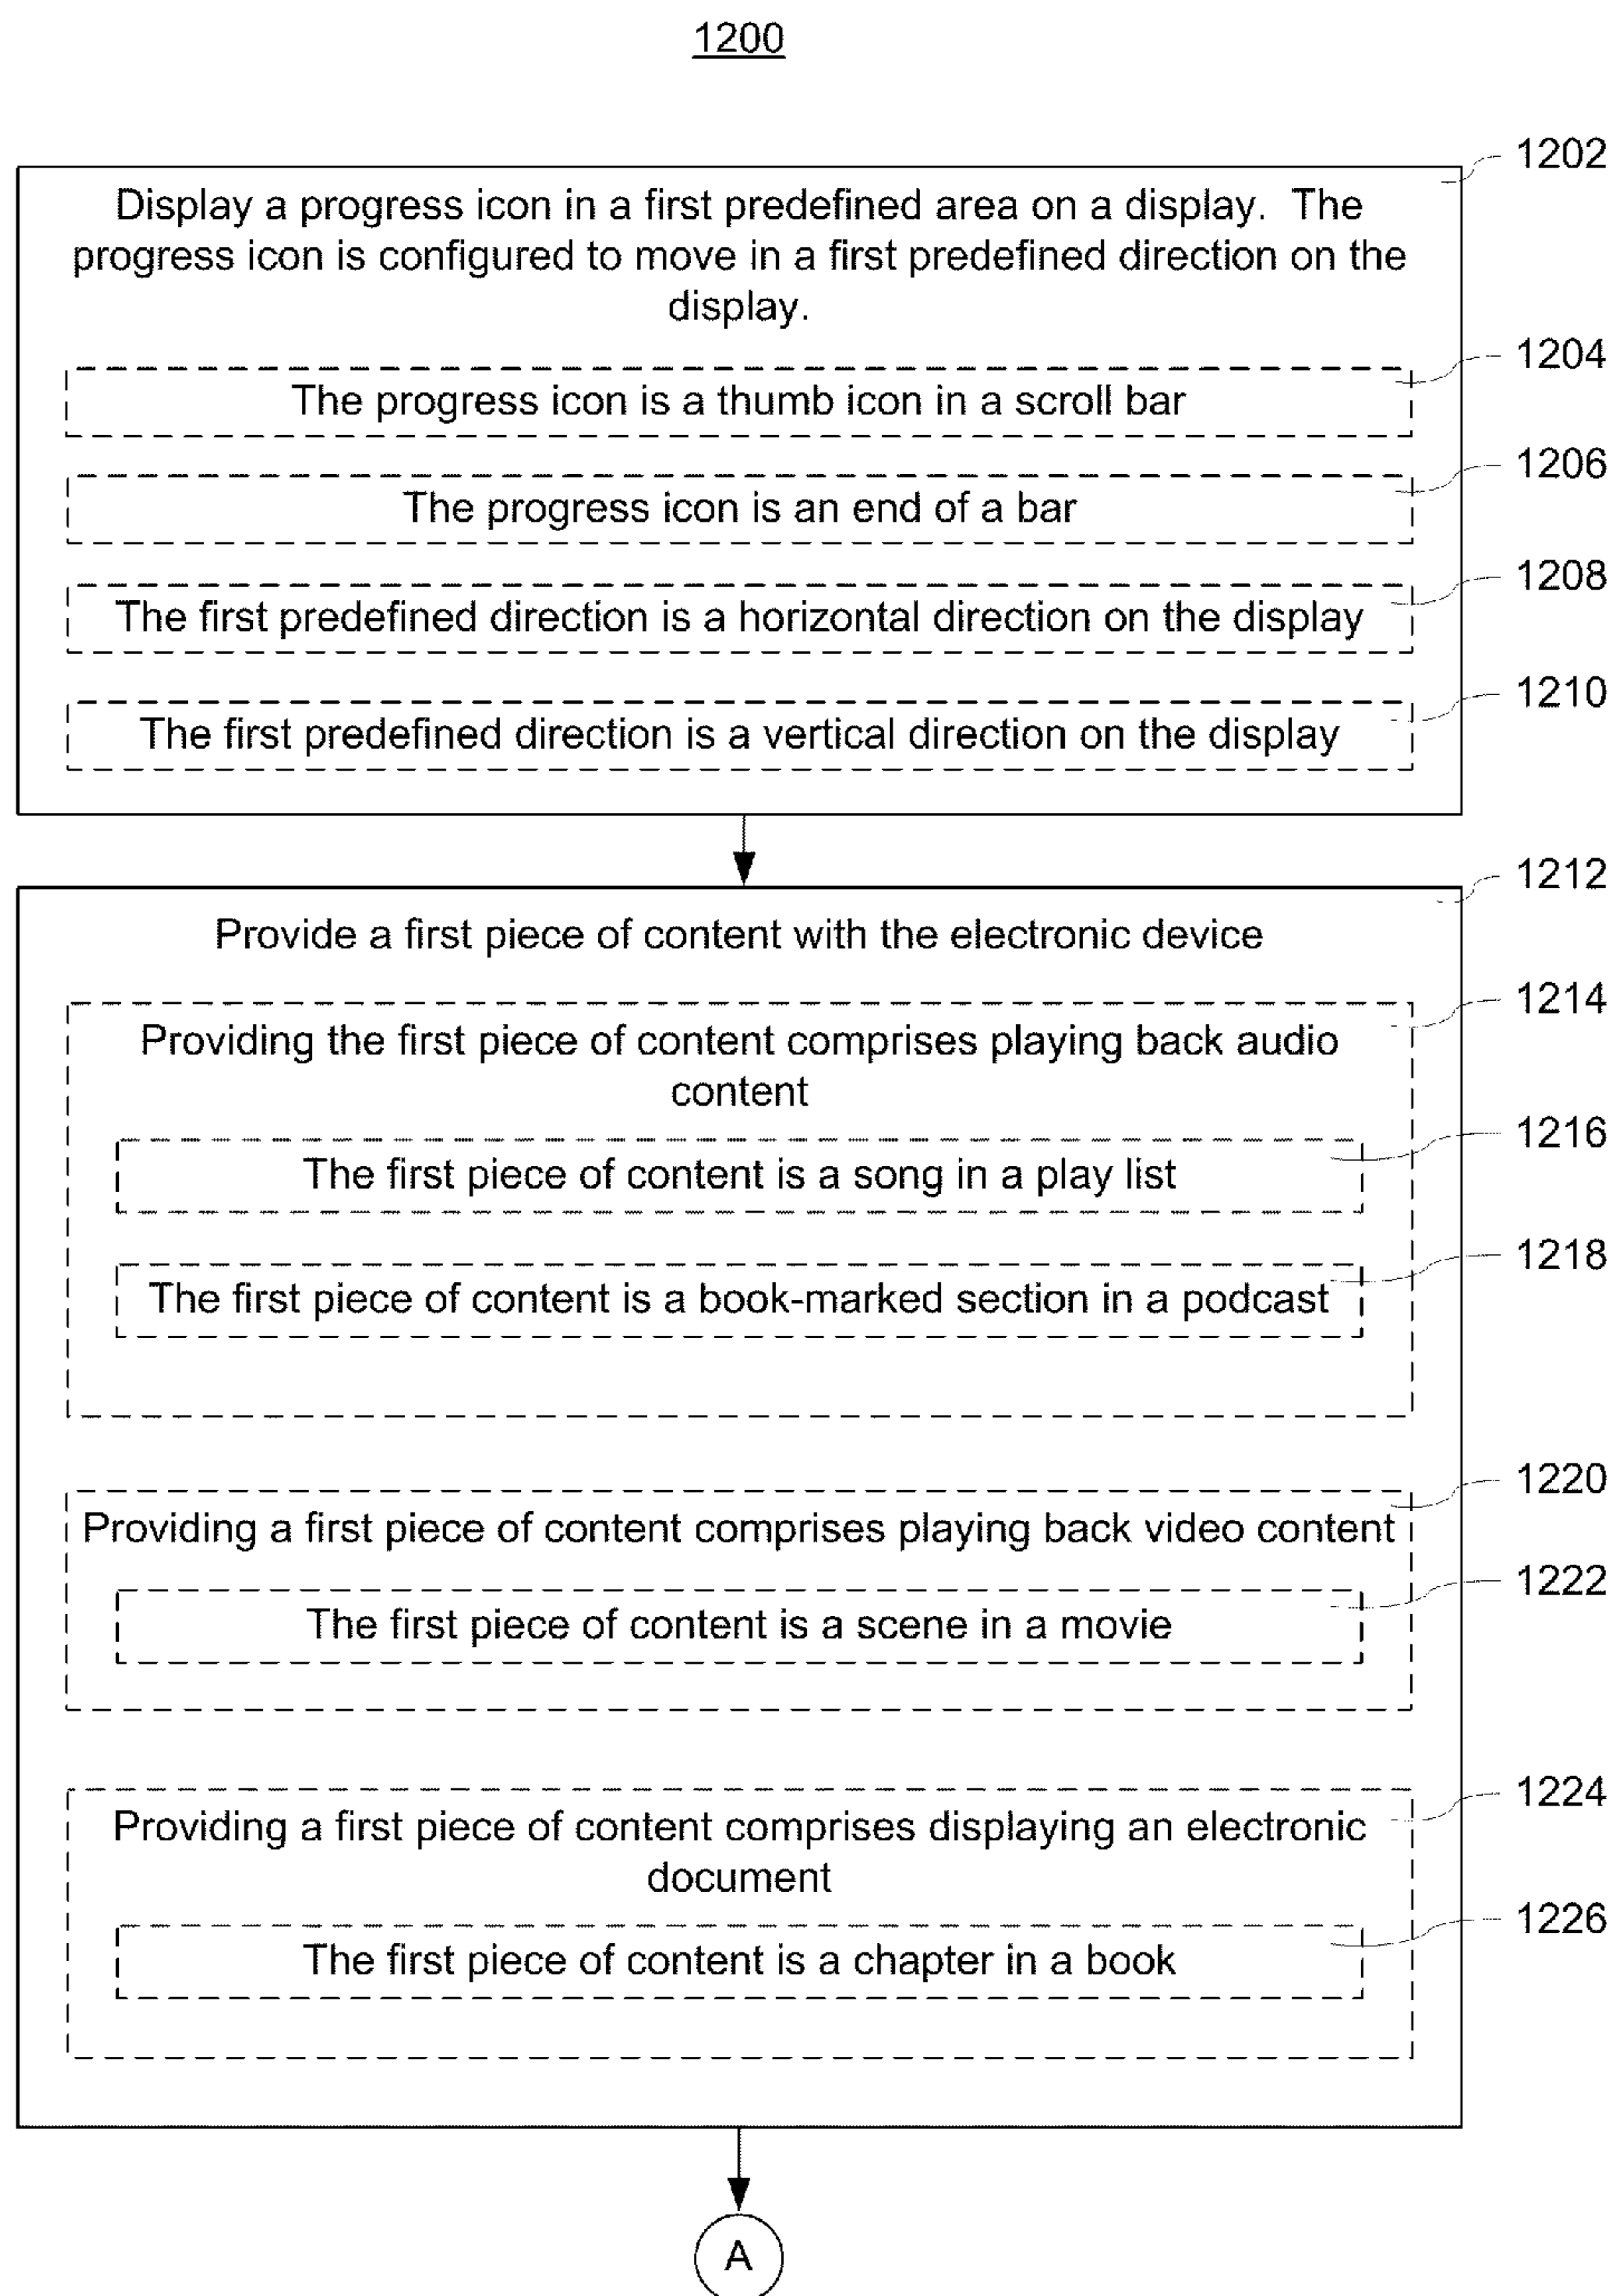 1200
1202
Display a progress icon in a first predefined area on a display. The
progress icon is configured to move in a first predefined direction on the
display.
1204
The progress icon is a thumb icon in a scroll bar
1206
The progress icon is an end of a bar
1208
The first predefined direction is a horizontal direction on the display
1210
The first predefined direction is a vertical direction on the display
1212
Provide a first piece of content with the electronic device
1214
Providing the first piece of content comprises playing back audio
content
1216
The first piece of content is a song in a play list
1218
The first piece of content is a book-marked section in a podcast
1220
Providing a first piece of content comprises playing back video content
1222
The first piece of content is a scene in a movie
1224
Providing a first piece of content comprises displaying an electronic
document
1226
The first piece of content is a chapter in a book
A